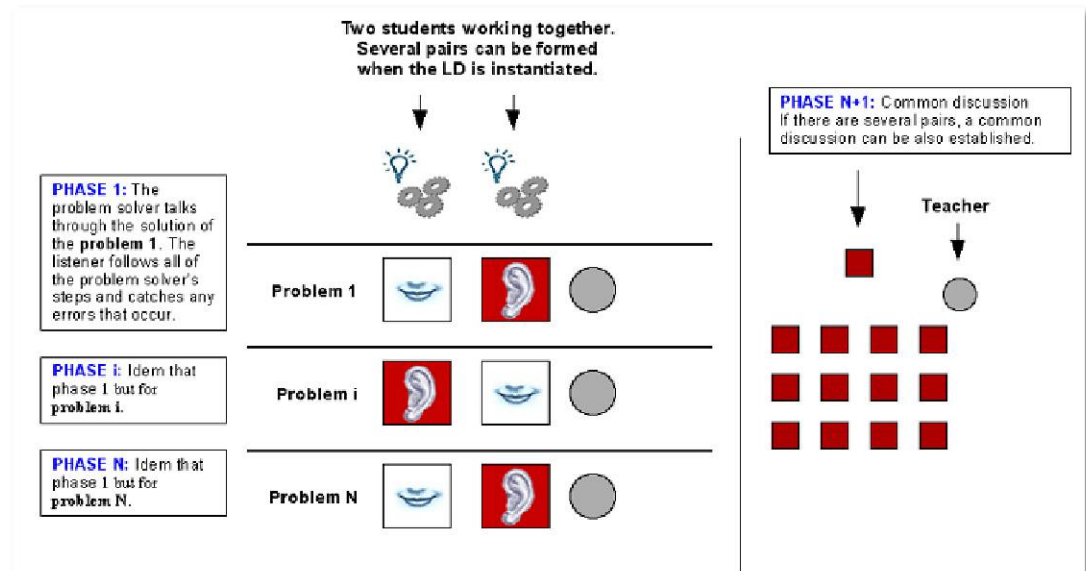 Two students working together.
Several pairs can be formed
when the LD is instantiated.
PHASE 1: The
problem solver talks
through the solution of
the problem 1. The
listener follows all of
the problem solver's
steps and catches any
errors that occur.
Problem 1
PHASE i: Idem that
phase 1 but for
problem i.
Problem i
PHASE N: Idem that
phase 1 but for
problem N.
Problem N
PHASE N+1: Common discussion
If there are several pairs, a common
discussion can be also established.
Teacher